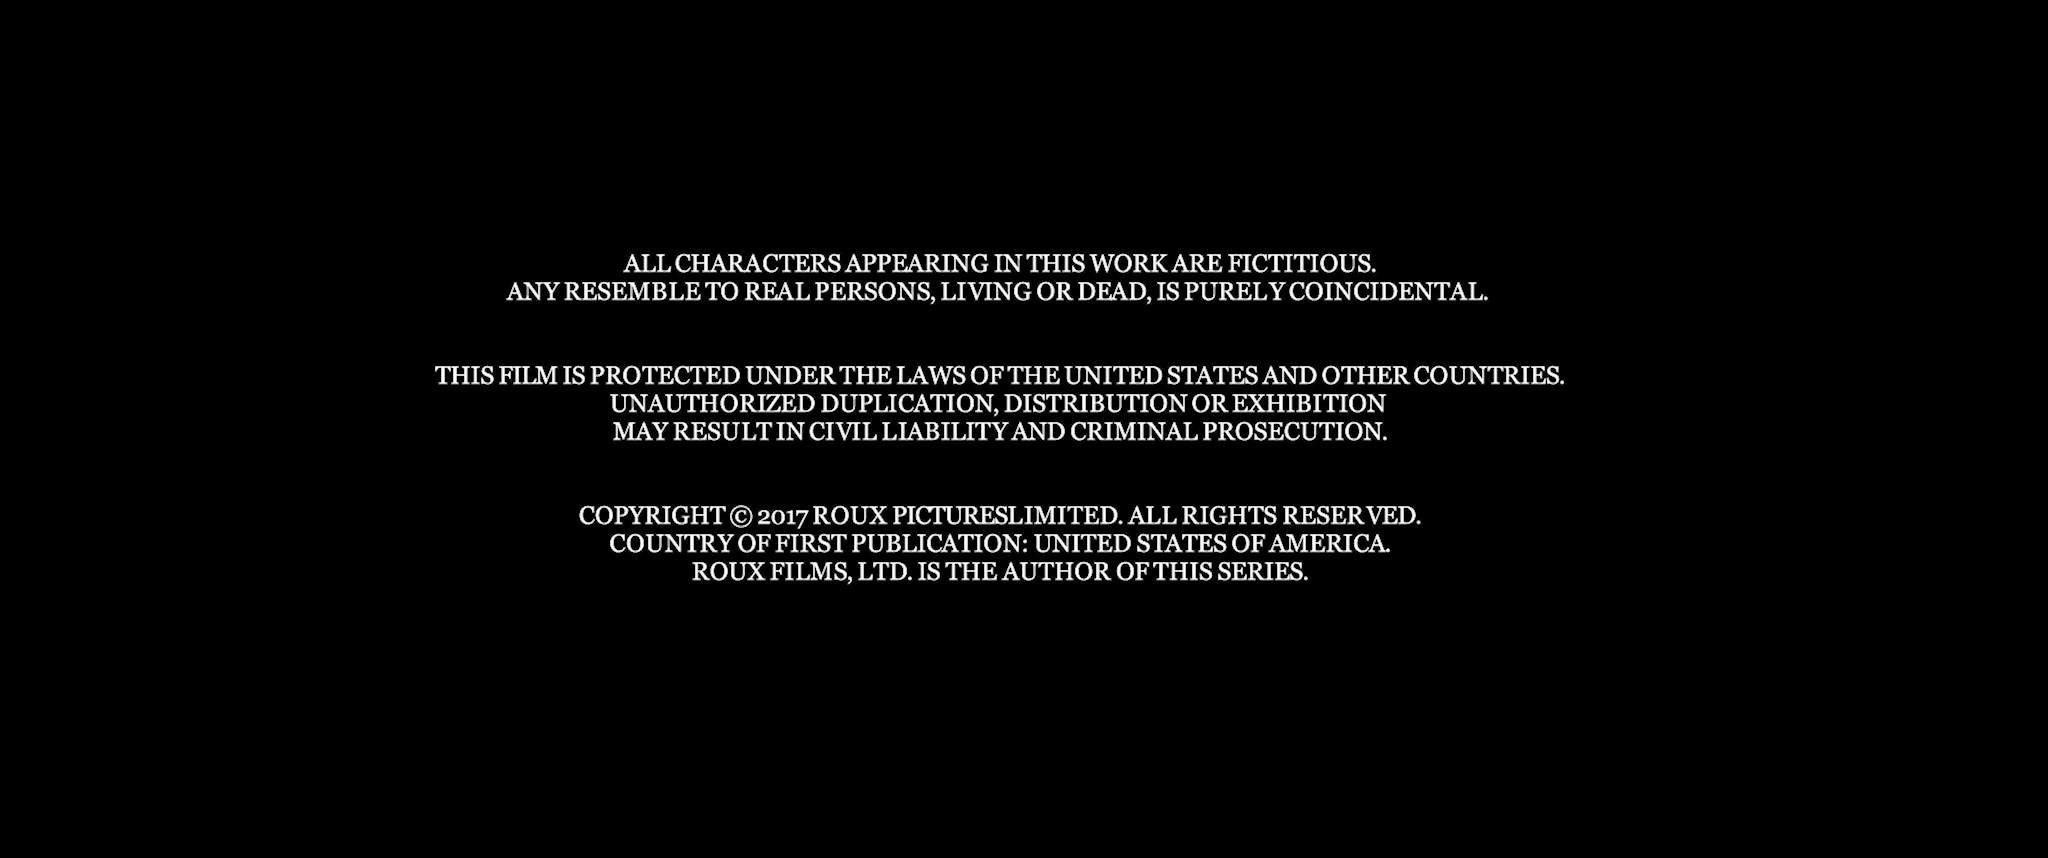 ALL CHARACTERS APPEARING IN THIS WORK ARE FICTITIOUS.
ANY RESEMBLE TO REAL PERSONS, LIVING OR DEAD, IS PURELY COINCIDENTAL.
THIS FILM IS PROTECTED UNDER THE LAWS OF THE UNITED STATES AND OTHER COUNTRIES.
UNAUTHORIZED DUPLICATION, DISTRIBUTION OR EXHIBITION
MAY RESULT IN CIVIL LIABILITY AND CRIMINAL PROSECUTION.
COPYRIGHT © 2017 ROUX PICTURESLIMITED. ALL RIGHTS RESERVED.
COUNTRY OF FIRST PUBLICATION: UNITED STATES OF AMERICA.
ROUX FILMS, LTD. IS THE AUTHOR OF THIS SERIES.